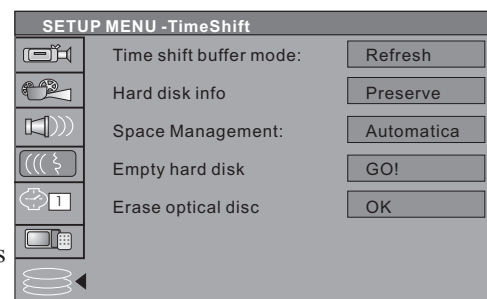 SETUP MENU -TimeShift
Time shift buffer mode: Refresh
Hard disk info Preserve
Space Management: Automatica
Empty hard disk GO!
1
Erase optical disc OK
s